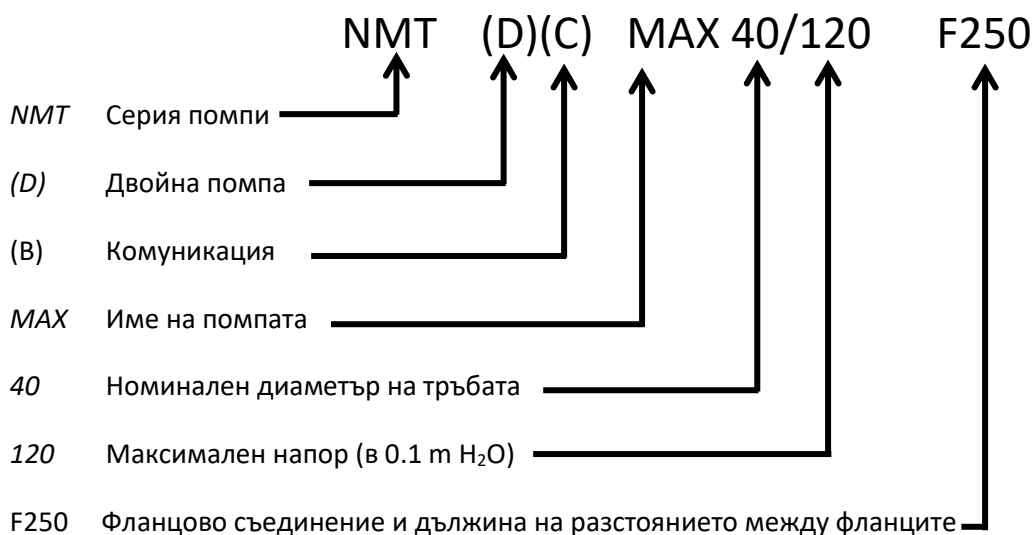 NMT (D)(C) MAX 40/120 F250
NMT Серия помпи
(D) Двойна помпа
(B) Комуникация
MAX Име на помпата
40 Номинален диаметър на тръбата
120 Максимален напор (в 0.1 m H₂O)
F250 Фланцово съединение и дължина на разстоянието между фланците